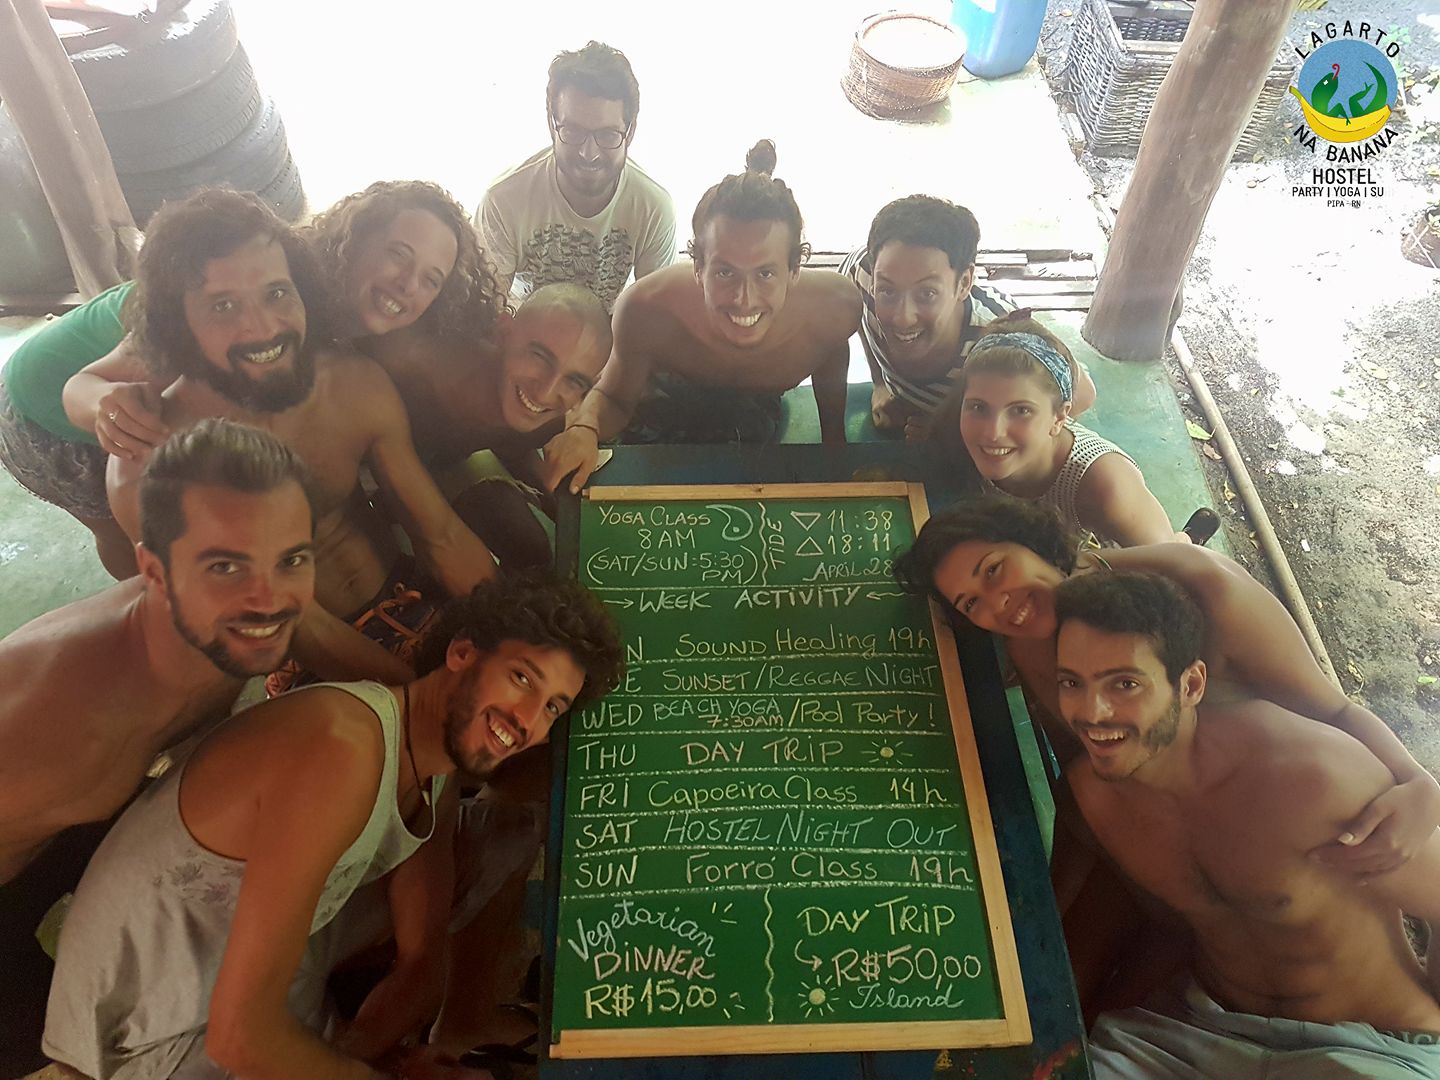 LAGARTO
NA BANANA
HOSTEL
PARTY | YOGA | SU
PIPA - RN
YOGA CLASS
8 AM
(SAT/SUN: 5:30
PM)
TIDE
▽ 11:38
△ 18:11
APRIL 28
→ WEEK ACTIVITY ←
N SOUND Healing 19h
E SUNSET/REGGAE NIGHT
WED BEACH YOGA
7:30AM /Pool Party!
THU DAY TRIP
FRI Capoeira Class 14h
SAT HOSTEL NIGHT OUT
SUN Forró Class 19h
Vegetarian
DINNER
R$15,00
DAY TRIP
R$50,00
Island